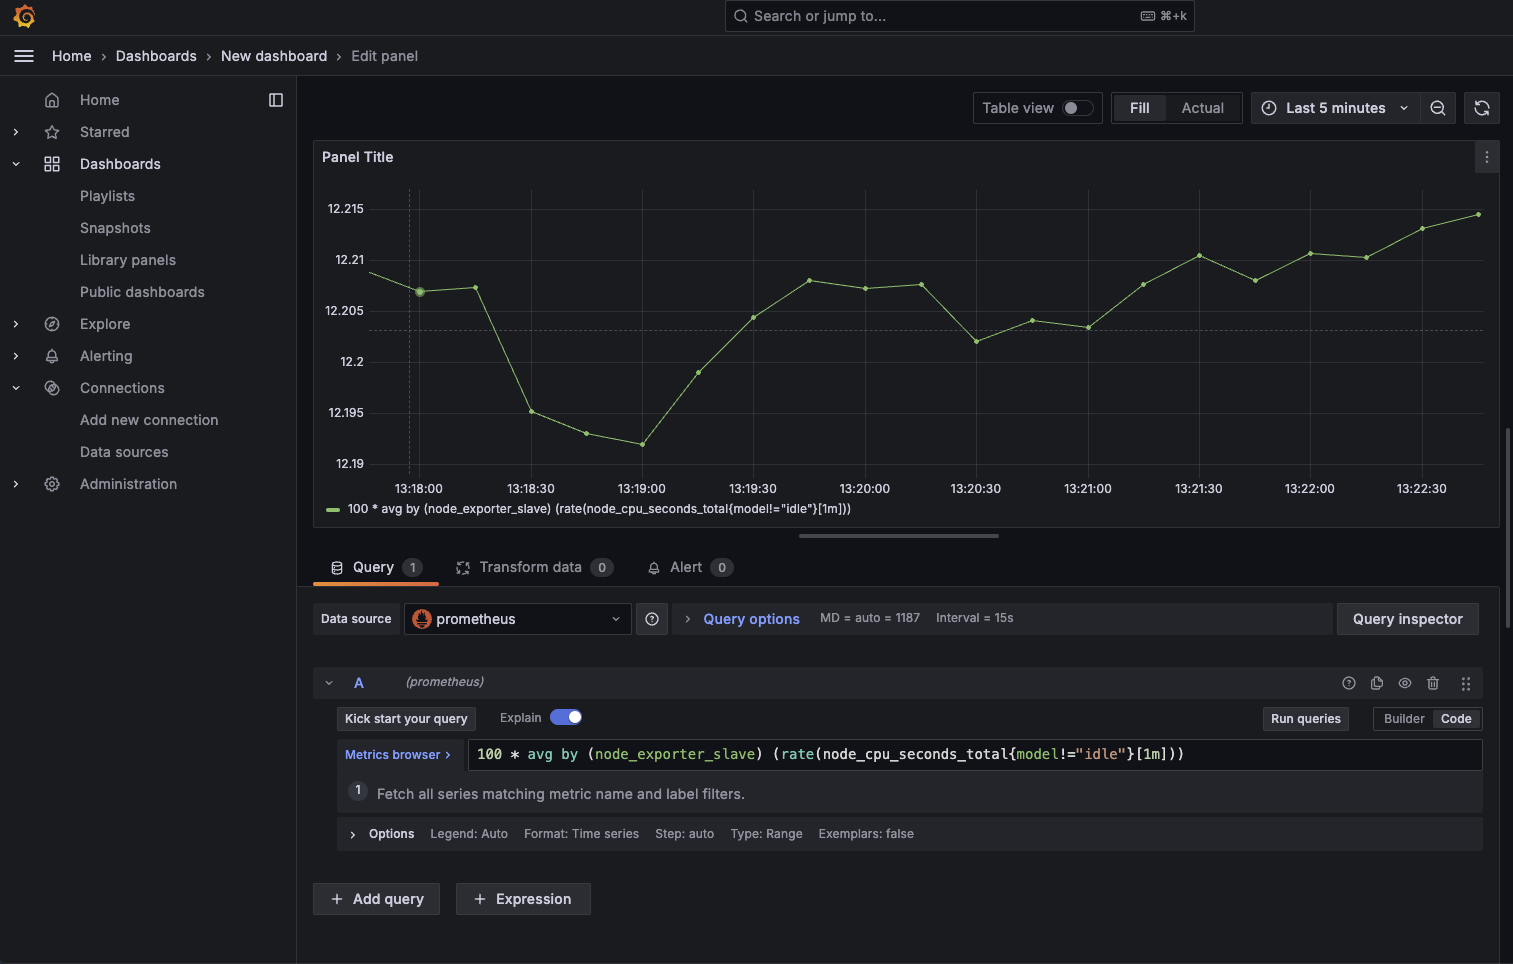 Search or jump to...
⌘+k
Home › Dashboards › New dashboard › Edit panel
Home
Starred
Dashboards
Playlists
Snapshots
Library panels
Public dashboards
Explore
Alerting
Connections
Add new connection
Data sources
Administration
Table view
Fill
Actual
Last 5 minutes
Panel Title
12.215
12.21
12.205
12.2
12.195
12.19
13:18:00 13:18:30 13:19:00 13:19:30 13:20:00 13:20:30 13:21:00 13:21:30 13:22:00 13:22:30
100 * avg by (node_exporter_slave) (rate(node_cpu_seconds_total{model!="idle"}[1m]))
Query 1
Transform data 0
Alert 0
Data source
prometheus
Query options
MD = auto = 1187
Interval = 15s
Query inspector
A
(prometheus)
Kick start your query
Explain
Run queries
Builder
Code
Metrics browser >
100 * avg by (node_exporter_slave) (rate(node_cpu_seconds_total{model!="idle"}[1m]))
1 Fetch all series matching metric name and label filters.
Options
Legend: Auto
Format: Time series
Step: auto
Type: Range
Exemplars: false
+ Add query
+ Expression